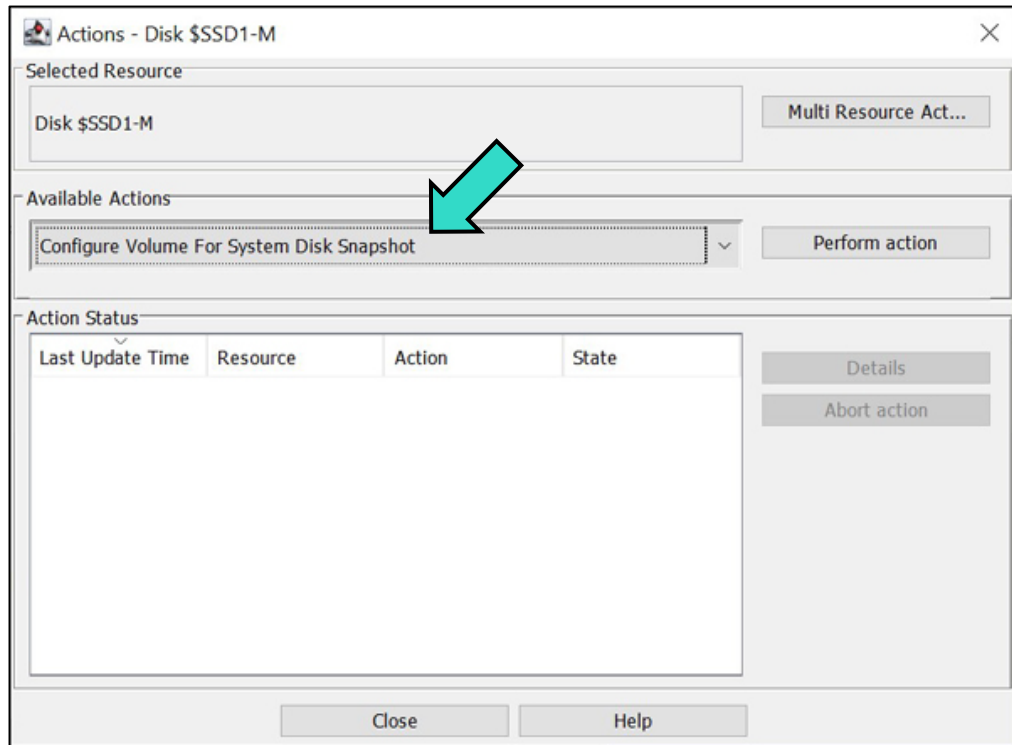 Actions - Disk $SSD1-M
Selected Resource
Disk $SSD1-M
Multi Resource Act...
Available Actions
Configure Volume For System Disk Snapshot
Perform action
Action Status
Last Update Time Resource Action State
Details
Abort action
Close Help